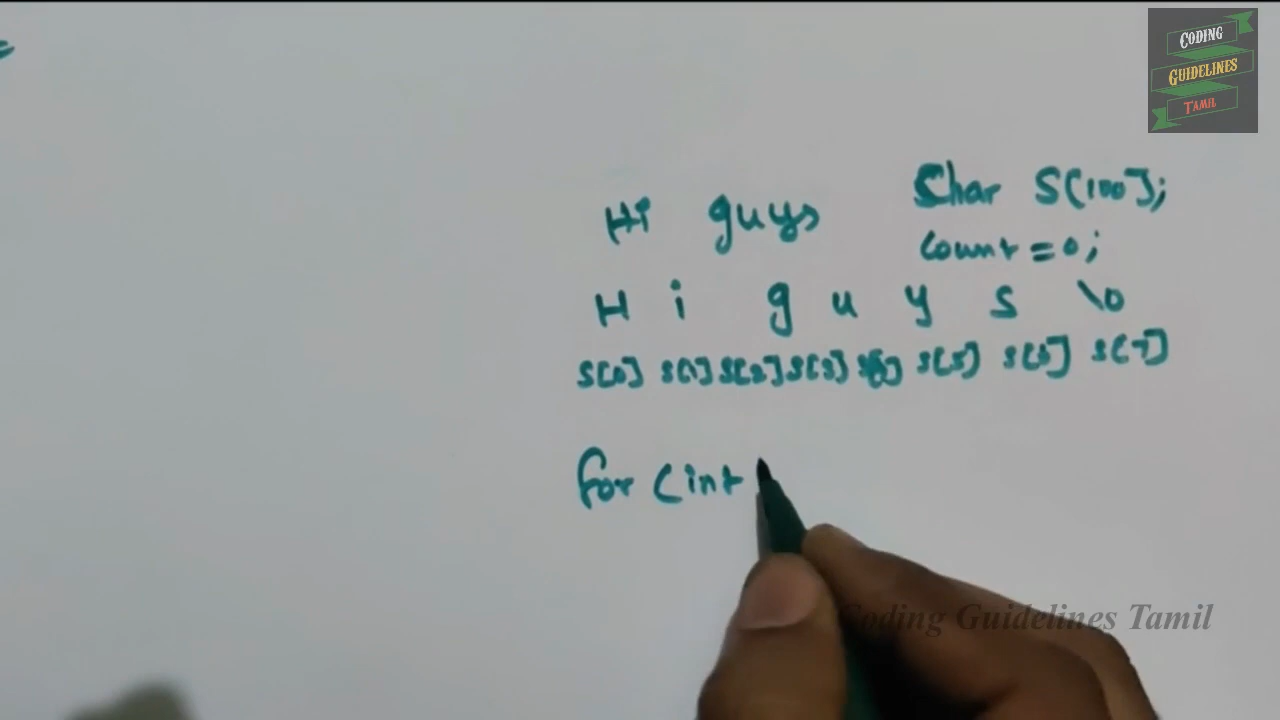 CODING
GUIDELINES
TAMIL
Hi guys
Char S[100];
Count = 0;
H i g u y s \0
S[0] S[1] S[2] S[3] S[5] S[6] S[7]
for (int
Coding Guidelines Tamil